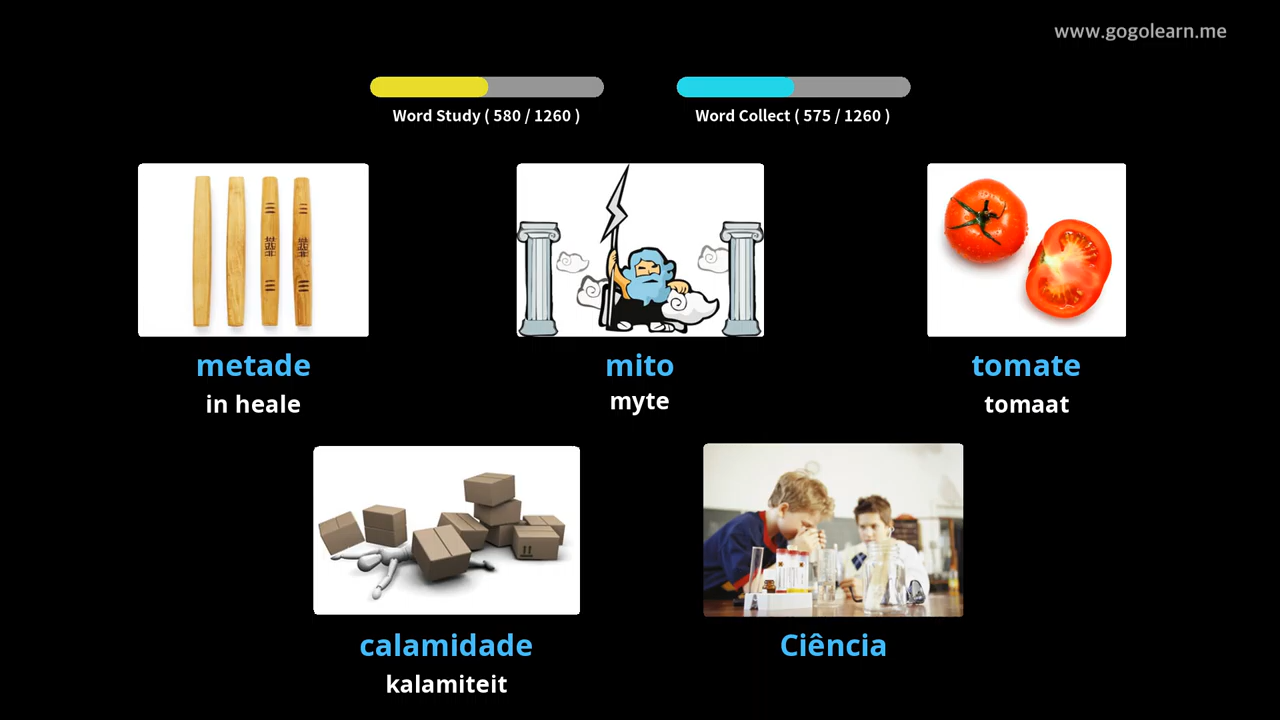 www.gogolearn.me
Word Study ( 580 / 1260 )
Word Collect ( 575 / 1260 )
metade
in heale
mito
myte
tomate
tomaat
calamidade
kalamiteit
Ciência